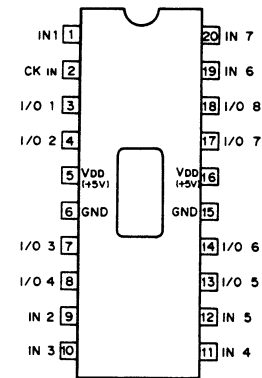 IN1 1 20 IN 7
CK IN 2 19 IN 6
I/O 1 3 18 I/O 8
I/O 2 4 17 I/O 7
5 VDD (+5V) VDD (+5V) 16
6 GND GND 15
I/O 3 7 14 I/O 6
I/O 4 8 13 I/O 5
IN 2 9 12 IN 5
IN 3 10 11 IN 4